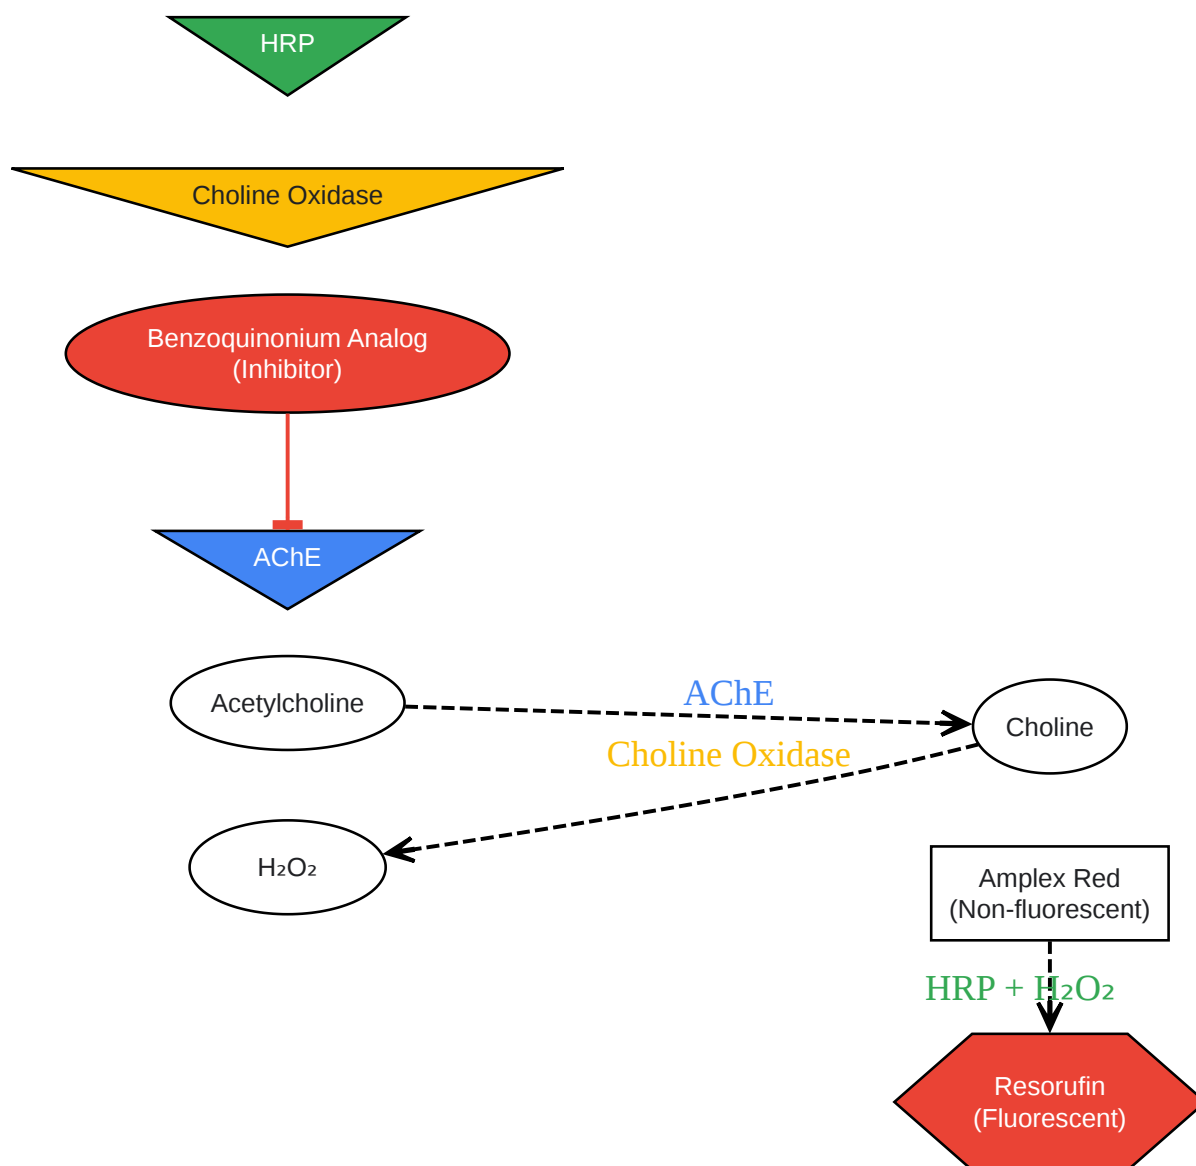 HRP
Choline Oxidase
Benzoquinonium Analog
(Inhibitor)
AChE
Acetylcholine
AChE
Choline
Choline Oxidase
H₂O₂
Amplex Red
(Non-fluorescent)
HRP + H₂O₂
Resorufin
(Fluorescent)